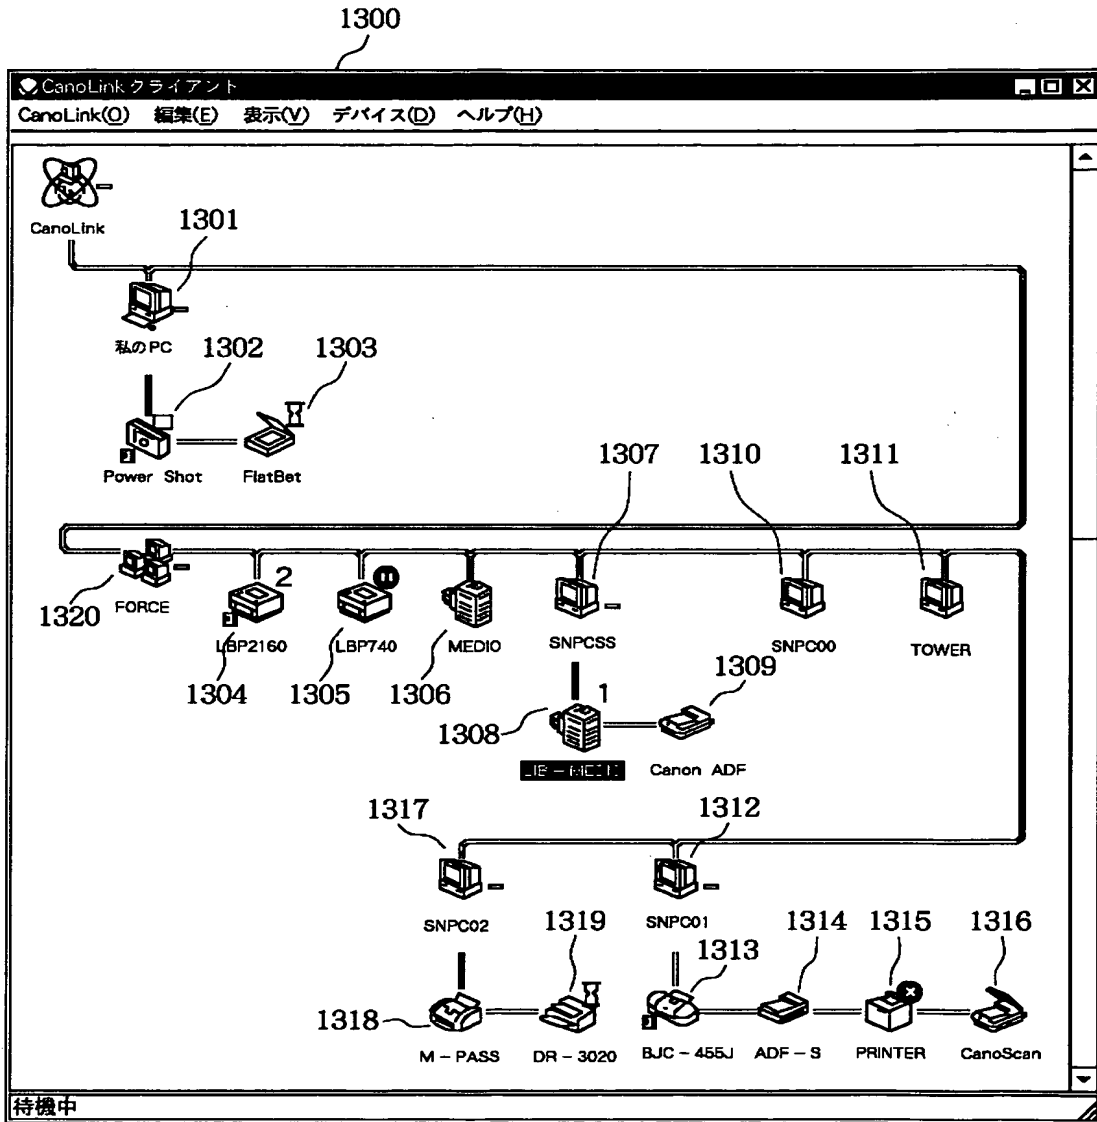 1300
CanoLink クライアント
CanoLink(O) 編集(E) 表示(V) デバイス(D) ヘルプ(H)
CanoLink
1301
私のPC
1302 1303
Power Shot FlatBet
1307 1310 1311
2
1320 FORCE LBP2160 LBP740 MEDIO SNPCSS SNPC00 TOWER
1304 1305 1306 1309
1308 1
LIB-MEDIO Canon ADF
1317 1312
SNPC02 SNPC01
1319 1313 1314 1315 1316
1318
M-PASS DR-3020 BJC-455J ADF-S PRINTER CanoScan
待機中